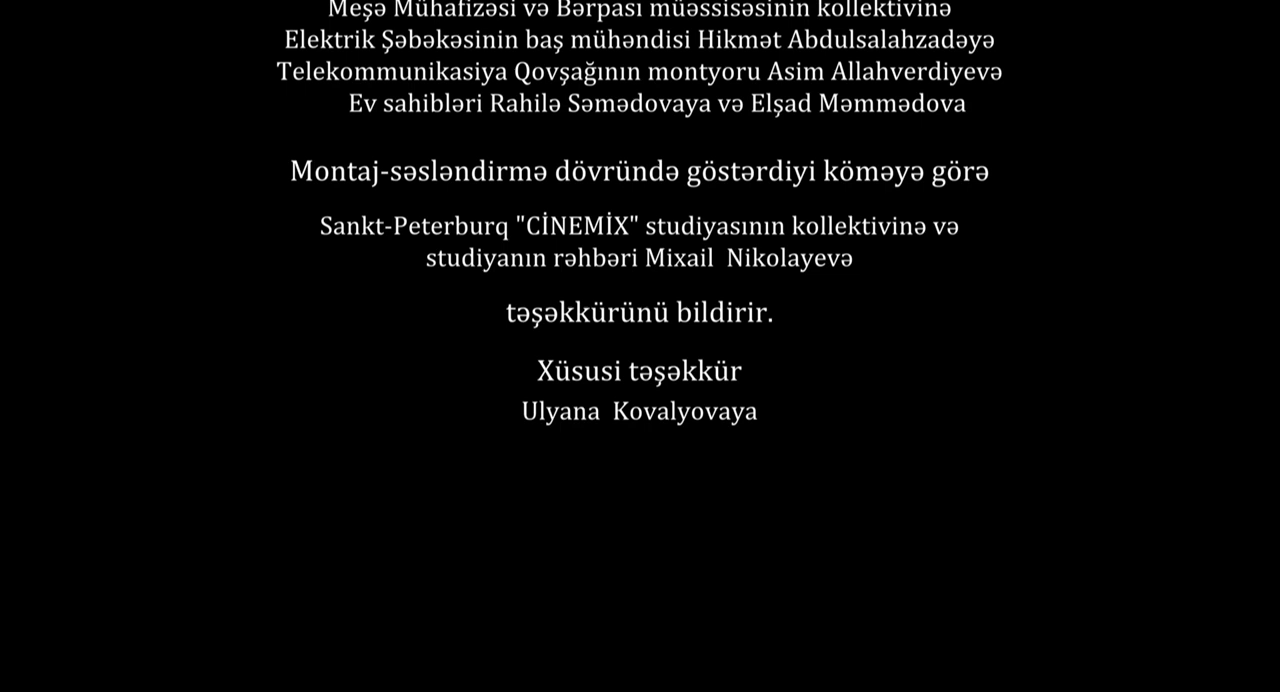 Meşə Mühafizəsi və Bərpası müəssisəsinin kollektivinə
Elektrik Şəbəkəsinin baş mühəndisi Hikmət Abdulsalahzadəyə
Telekommunikasiya Qovşağının montyoru Asim Allahverdiyevə
Ev sahibləri Rahilə Səmədovaya və Elşad Məmmədova
Montaj-səsləndirmə dövründə göstərdiyi köməyə görə
Sankt-Peterburq "CİNEMİX" studiyasının kollektivinə və
studiyanın rəhbəri Mixail Nikolayevə
təşəkkürünü bildirir.
Xüsusi təşəkkür
Ulyana Kovalyovaya